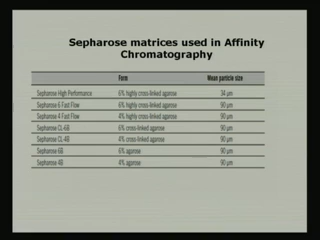 Sepharose matrices used in Affinity
Chromatography
Form Mean particle size
Sepharose High Performance 6% highly cross-linked agarose 34 µm
Sepharose 6 Fast Flow 6% highly cross-linked agarose 90 µm
Sepharose 4 Fast Flow 4% highly cross-linked agarose 90 µm
Sepharose CL-6B 6% cross-linked agarose 90 µm
Sepharose CL-4B 4% cross-linked agarose 90 µm
Sepharose 6B 6% agarose 90 µm
Sepharose 4B 4% agarose 90 µm